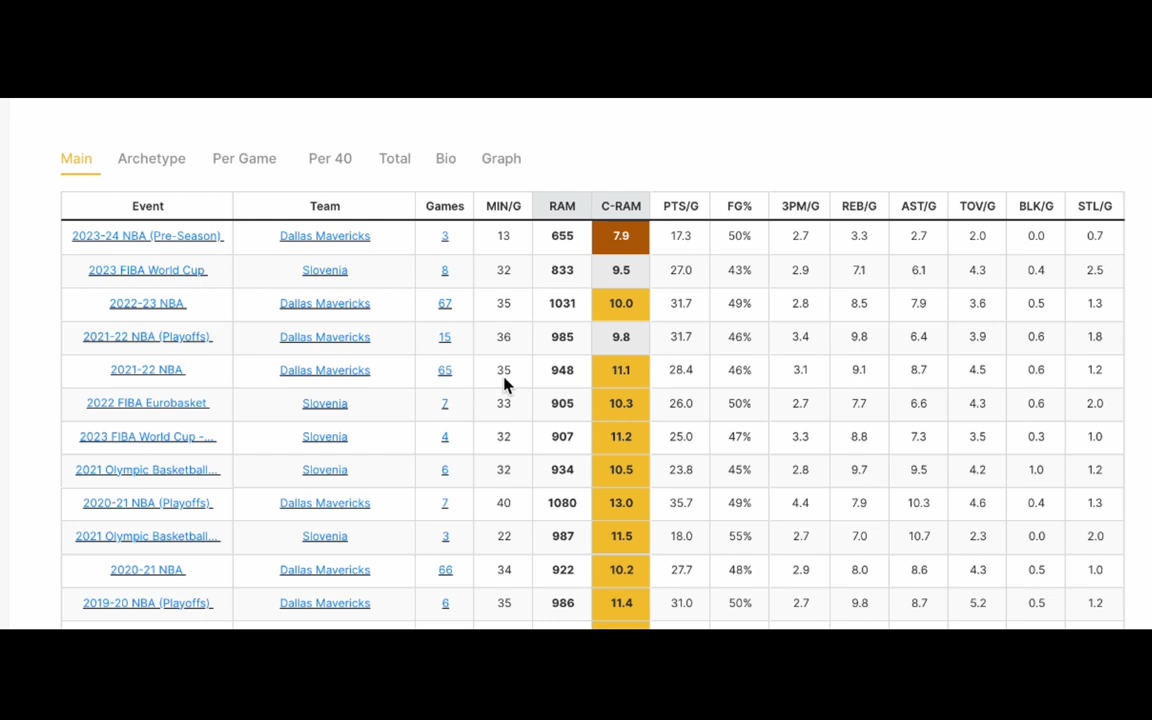 Main Archetype Per Game Per 40 Total Bio Graph
Event Team Games MIN/G RAM C-RAM PTS/G FG% 3PM/G REB/G AST/G TOV/G BLK/G STL/G
2023-24 NBA (Pre-Season) Dallas Mavericks 3 13 655 7.9 17.3 50% 2.7 3.3 2.7 2.0 0.0 0.7
2023 FIBA World Cup Slovenia 8 32 833 9.5 27.0 43% 2.9 7.1 6.1 4.3 0.4 2.5
2022-23 NBA Dallas Mavericks 67 35 1031 10.0 31.7 49% 2.8 8.5 7.9 3.6 0.5 1.3
2021-22 NBA (Playoffs) Dallas Mavericks 15 36 985 9.8 31.7 46% 3.4 9.8 6.4 3.9 0.6 1.8
2021-22 NBA Dallas Mavericks 65 35 948 11.1 28.4 46% 3.1 9.1 8.7 4.5 0.6 1.2
2022 FIBA Eurobasket Slovenia 7 33 905 10.3 26.0 50% 2.7 7.7 6.6 4.3 0.6 2.0
2023 FIBA World Cup -... Slovenia 4 32 907 11.2 25.0 47% 3.3 8.8 7.3 3.5 0.3 1.0
2021 Olympic Basketball... Slovenia 6 32 934 10.5 23.8 45% 2.8 9.7 9.5 4.2 1.0 1.2
2020-21 NBA (Playoffs) Dallas Mavericks 7 40 1080 13.0 35.7 49% 4.4 7.9 10.3 4.6 0.4 1.3
2021 Olympic Basketball... Slovenia 3 22 987 11.5 18.0 55% 2.7 7.0 10.7 2.3 0.0 2.0
2020-21 NBA Dallas Mavericks 66 34 922 10.2 27.7 48% 2.9 8.0 8.6 4.3 0.5 1.0
2019-20 NBA (Playoffs) Dallas Mavericks 6 35 986 11.4 31.0 50% 2.7 9.8 8.7 5.2 0.5 1.2